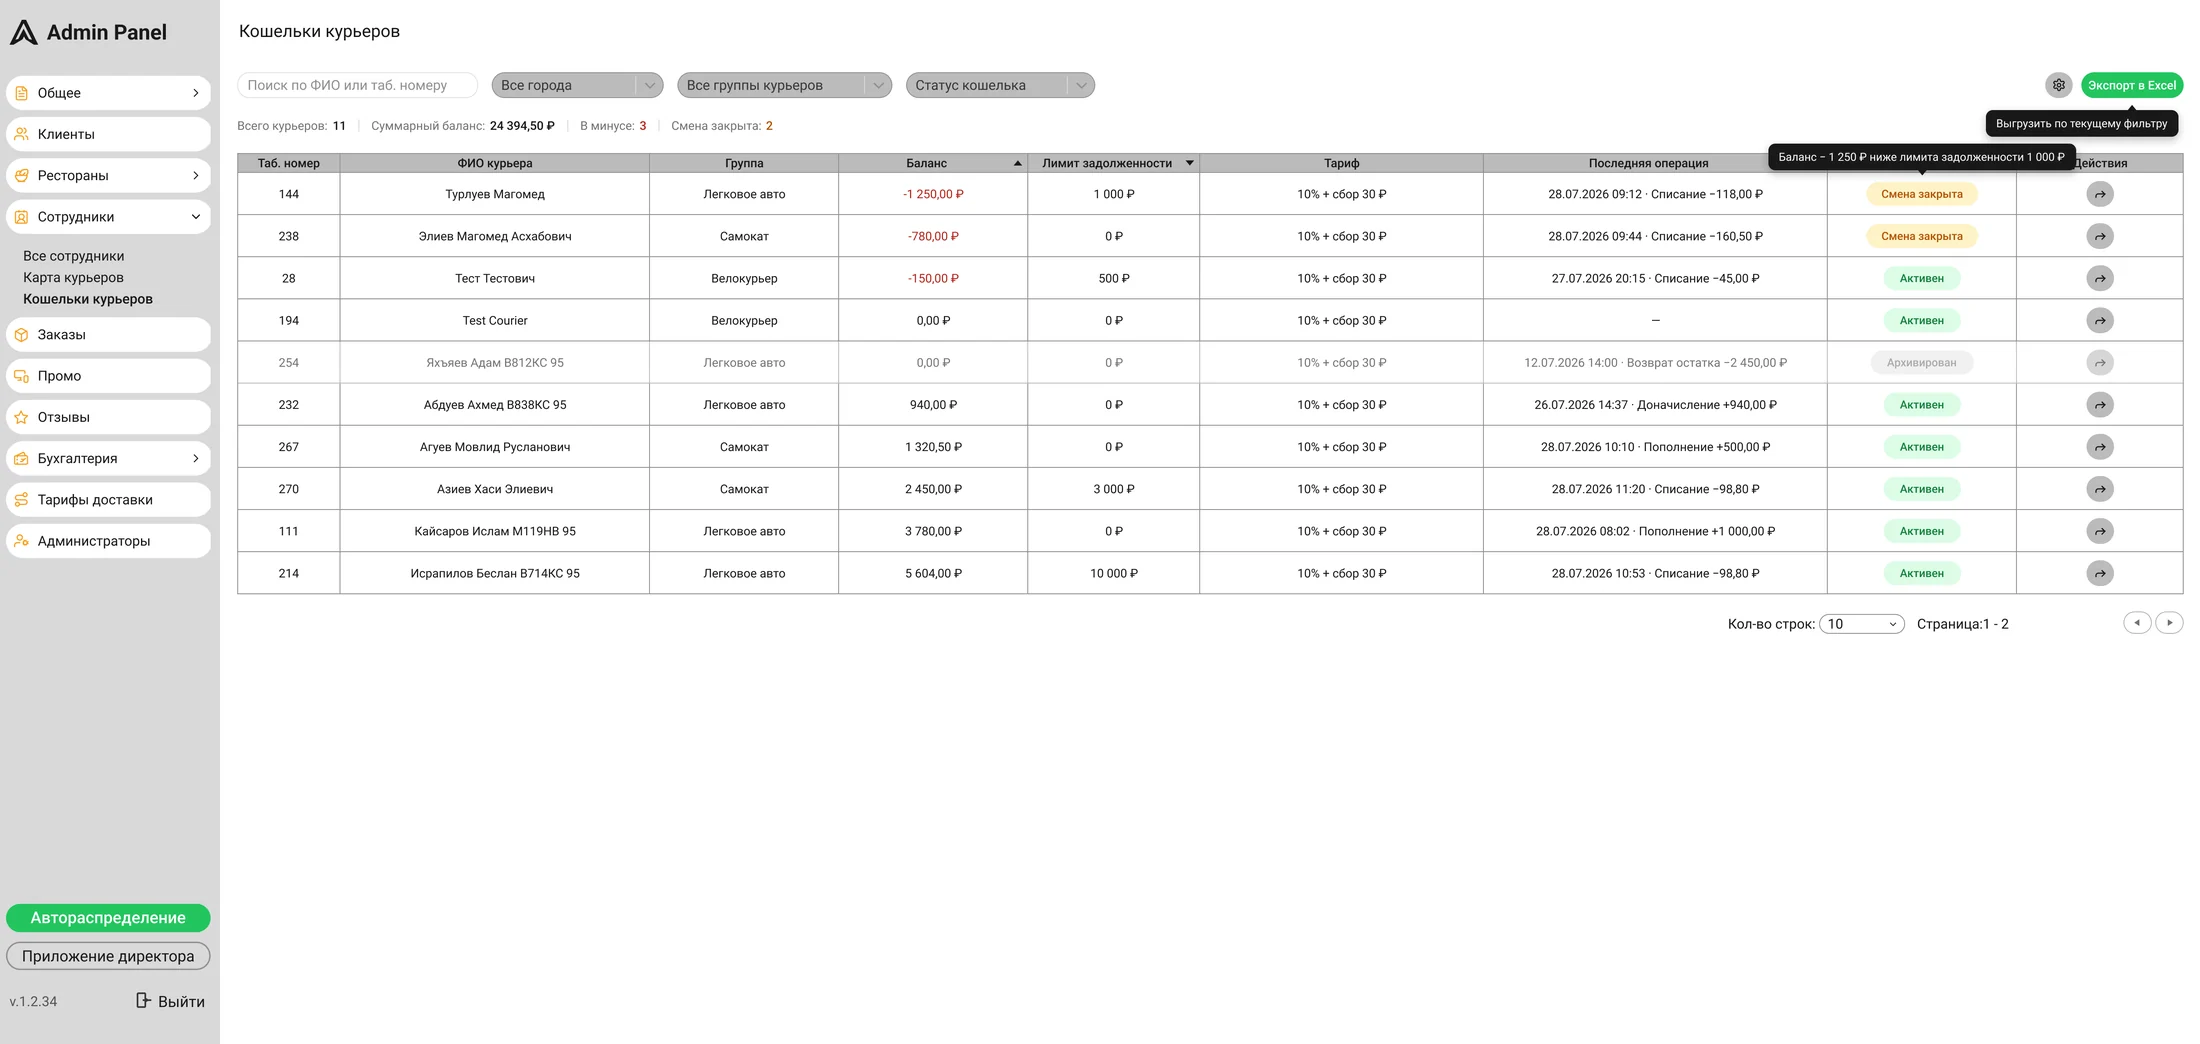 Admin Panel
Общее
Клиенты
Рестораны
Сотрудники
Все сотрудники
Карта курьеров
Кошельки курьеров
Заказы
Промо
Отзывы
Бухгалтерия
Тарифы доставки
Администраторы
Автораспределение
Приложение директора
v.1.2.34 Выйти
Кошельки курьеров
Поиск по ФИО или таб. номеру Все города Все группы курьеров Статус кошелька Экспорт в Excel
Всего курьеров: 11 Суммарный баланс: 24 394,50 ₽ В минусе: 3 Смена закрыта: 2
Выгрузить по текущему фильтру
Баланс − 1 250 ₽ ниже лимита задолженности 1 000 ₽
Таб. номер ФИО курьера Группа Баланс Лимит задолженности Тариф Последняя операция Действия
144 Турлуев Магомед Легковое авто -1 250,00 ₽ 1 000 ₽ 10% + сбор 30 ₽ 28.07.2026 09:12 · Списание −118,00 ₽ Смена закрыта
238 Элиев Магомед Асхабович Самокат -780,00 ₽ 0 ₽ 10% + сбор 30 ₽ 28.07.2026 09:44 · Списание −160,50 ₽ Смена закрыта
28 Тест Тестович Велокурьер -150,00 ₽ 500 ₽ 10% + сбор 30 ₽ 27.07.2026 20:15 · Списание −45,00 ₽ Активен
194 Test Courier Велокурьер 0,00 ₽ 0 ₽ 10% + сбор 30 ₽ — Активен
254 Яхъяев Адам В812КС 95 Легковое авто 0,00 ₽ 0 ₽ 10% + сбор 30 ₽ 12.07.2026 14:00 · Возврат остатка −2 450,00 ₽ Архивирован
232 Абдуев Ахмед В838КС 95 Легковое авто 940,00 ₽ 0 ₽ 10% + сбор 30 ₽ 26.07.2026 14:37 · Доначисление +940,00 ₽ Активен
267 Агуев Мовлид Русланович Самокат 1 320,50 ₽ 0 ₽ 10% + сбор 30 ₽ 28.07.2026 10:10 · Пополнение +500,00 ₽ Активен
270 Азиев Хаси Элиевич Самокат 2 450,00 ₽ 3 000 ₽ 10% + сбор 30 ₽ 28.07.2026 11:20 · Списание −98,80 ₽ Активен
111 Кайсаров Ислам М119НВ 95 Легковое авто 3 780,00 ₽ 0 ₽ 10% + сбор 30 ₽ 28.07.2026 08:02 · Пополнение +1 000,00 ₽ Активен
214 Исрапилов Беслан В714КС 95 Легковое авто 5 604,00 ₽ 10 000 ₽ 10% + сбор 30 ₽ 28.07.2026 10:53 · Списание −98,80 ₽ Активен
Кол-во строк: 10 Страница:1 - 2